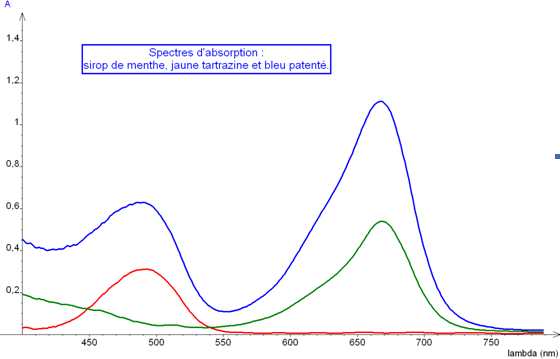 A
Spectres d'absorption :
sirop de menthe, jaune tartrazine et bleu patenté.
1,4
1,2
1
0,8
0,6
0,4
0,2
450 500 550 600 650 700 750
lambda (nm)